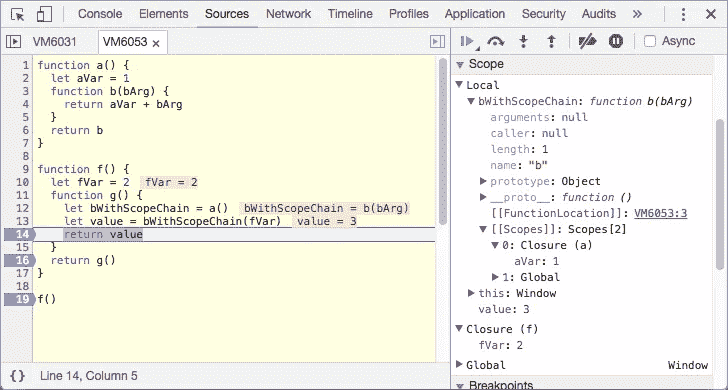 Console Elements Sources Network Timeline Profiles Application Security Audits »
VM6031 VM6053 × Async
1 function a() {
2 let aVar = 1
3 function b(bArg) {
4 return aVar + bArg
5 }
6 return b
7 }
8
9 function f() {
10 let fVar = 2 fVar = 2
11 function g() {
12 let bWithScopeChain = a() bWithScopeChain = b(bArg)
13 let value = bWithScopeChain(fVar) value = 3
14 return value
15 }
16 return g()
17 }
18
19 f()
{} Line 14, Column 5
Scope
Local
bWithScopeChain: function b(bArg)
arguments: null
caller: null
length: 1
name: "b"
prototype: Object
__proto__: function ()
[[FunctionLocation]]: VM6053:3
[[Scopes]]: Scopes[2]
0: Closure (a)
aVar: 1
1: Global
this: Window
value: 3
Closure (f)
fVar: 2
Global Window
Breakpoints